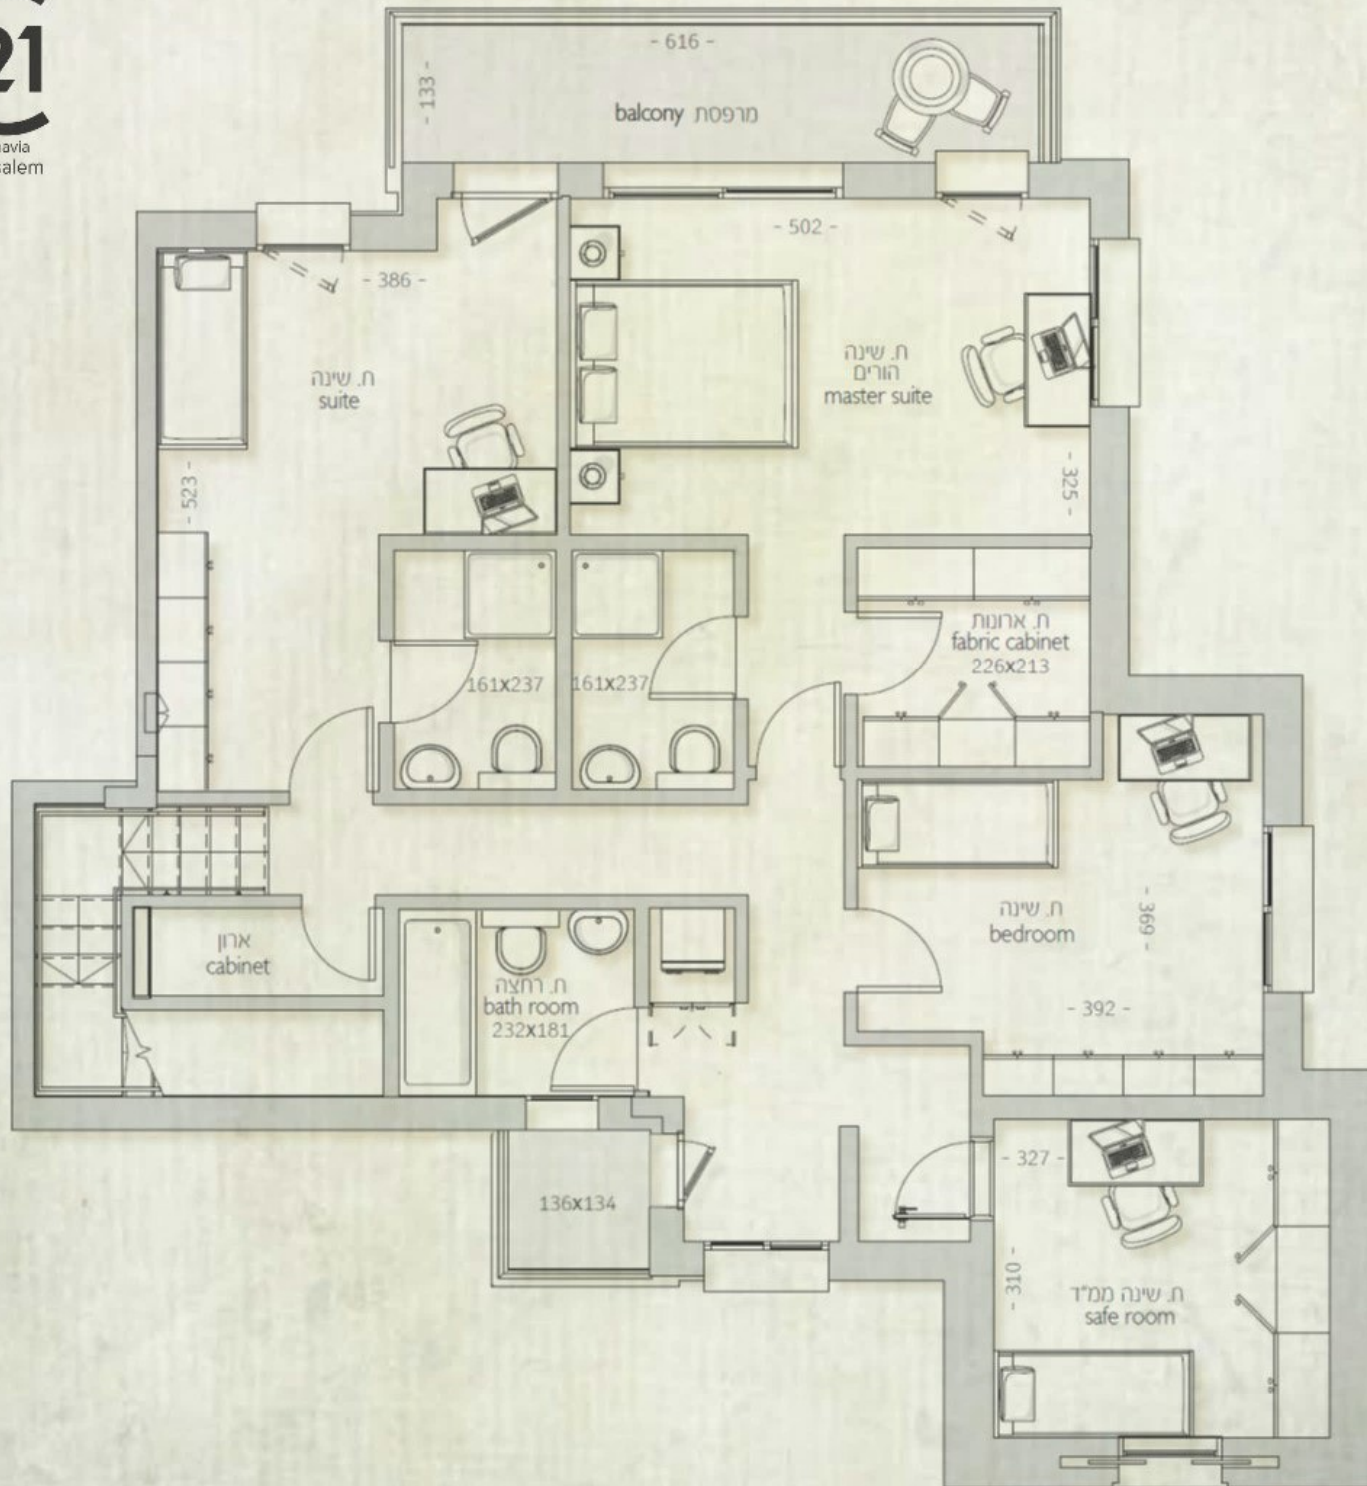 21
- 616 -
- 133 -
balcony מרפסת
- 502 -
- 386 -
ח. שינה
suite
ח. שינה
הורים
master suite
- 523 -
- 325 -
ח. ארונות
fabric cabinet
226x213
161x237
161x237
ח. שינה
bedroom
- 369 -
- 392 -
ארון
cabinet
ח. רחצה
bath room
232x181
136x134
- 327 -
- 310 -
ח. שינה ממ"ד
safe room